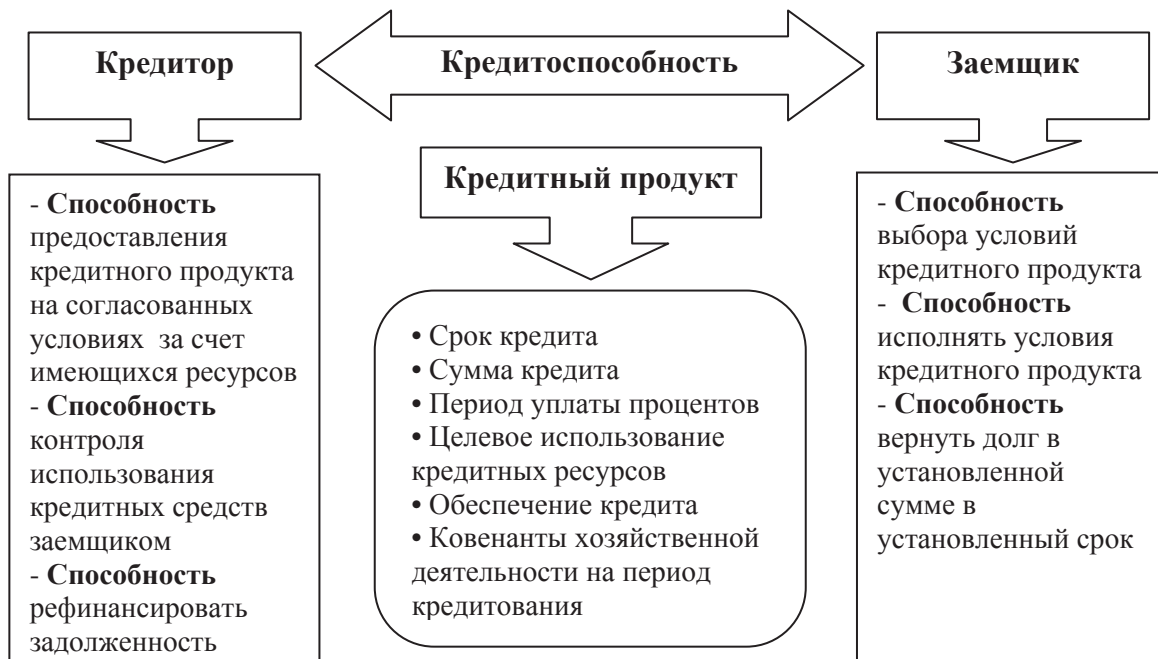 Кредитор
Кредитоспособность
Заемщик
- Способность
предоставления
кредитного продукта
на согласованных
условиях за счет
имеющихся ресурсов
- Способность
контроля
использования
кредитных средств
заемщиком
- Способность
рефинансировать
задолженность
Кредитный продукт
• Срок кредита
• Сумма кредита
• Период уплаты процентов
• Целевое использование
кредитных ресурсов
• Обеспечение кредита
• Ковенанты хозяйственной
деятельности на период
кредитования
- Способность
выбора условий
кредитного продукта
- Способность
исполнять условия
кредитного продукта
- Способность
вернуть долг в
установленной
сумме в
установленный срок